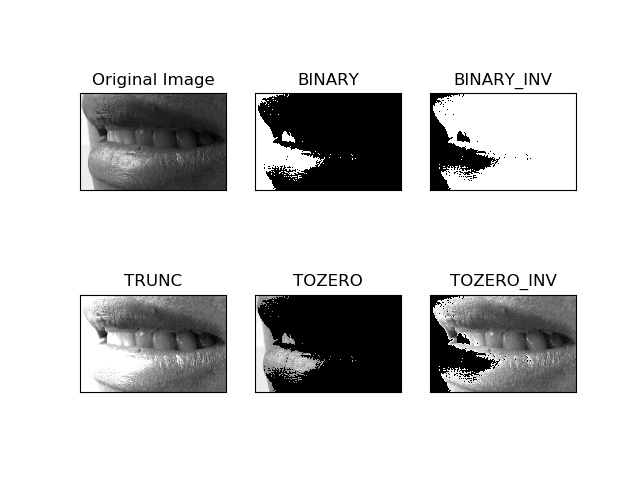 Original Image
BINARY
BINARY_INV
TRUNC
TOZERO
TOZERO_INV